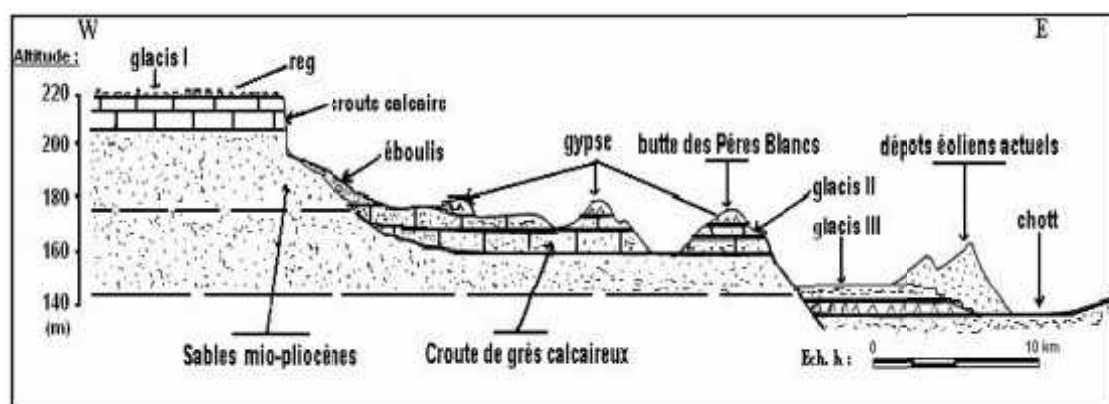 W
E
Altitude :
glacis I
reg
220
croute calcaire
200
éboulis
gypse
butte des Péres Blancs
dépots éoliens actuels
180
glacis II
glacis III
chott
160
140
(m)
Sables mio-pliocènes
Croute de grès calcaireux
Ech. h :
0
10 km